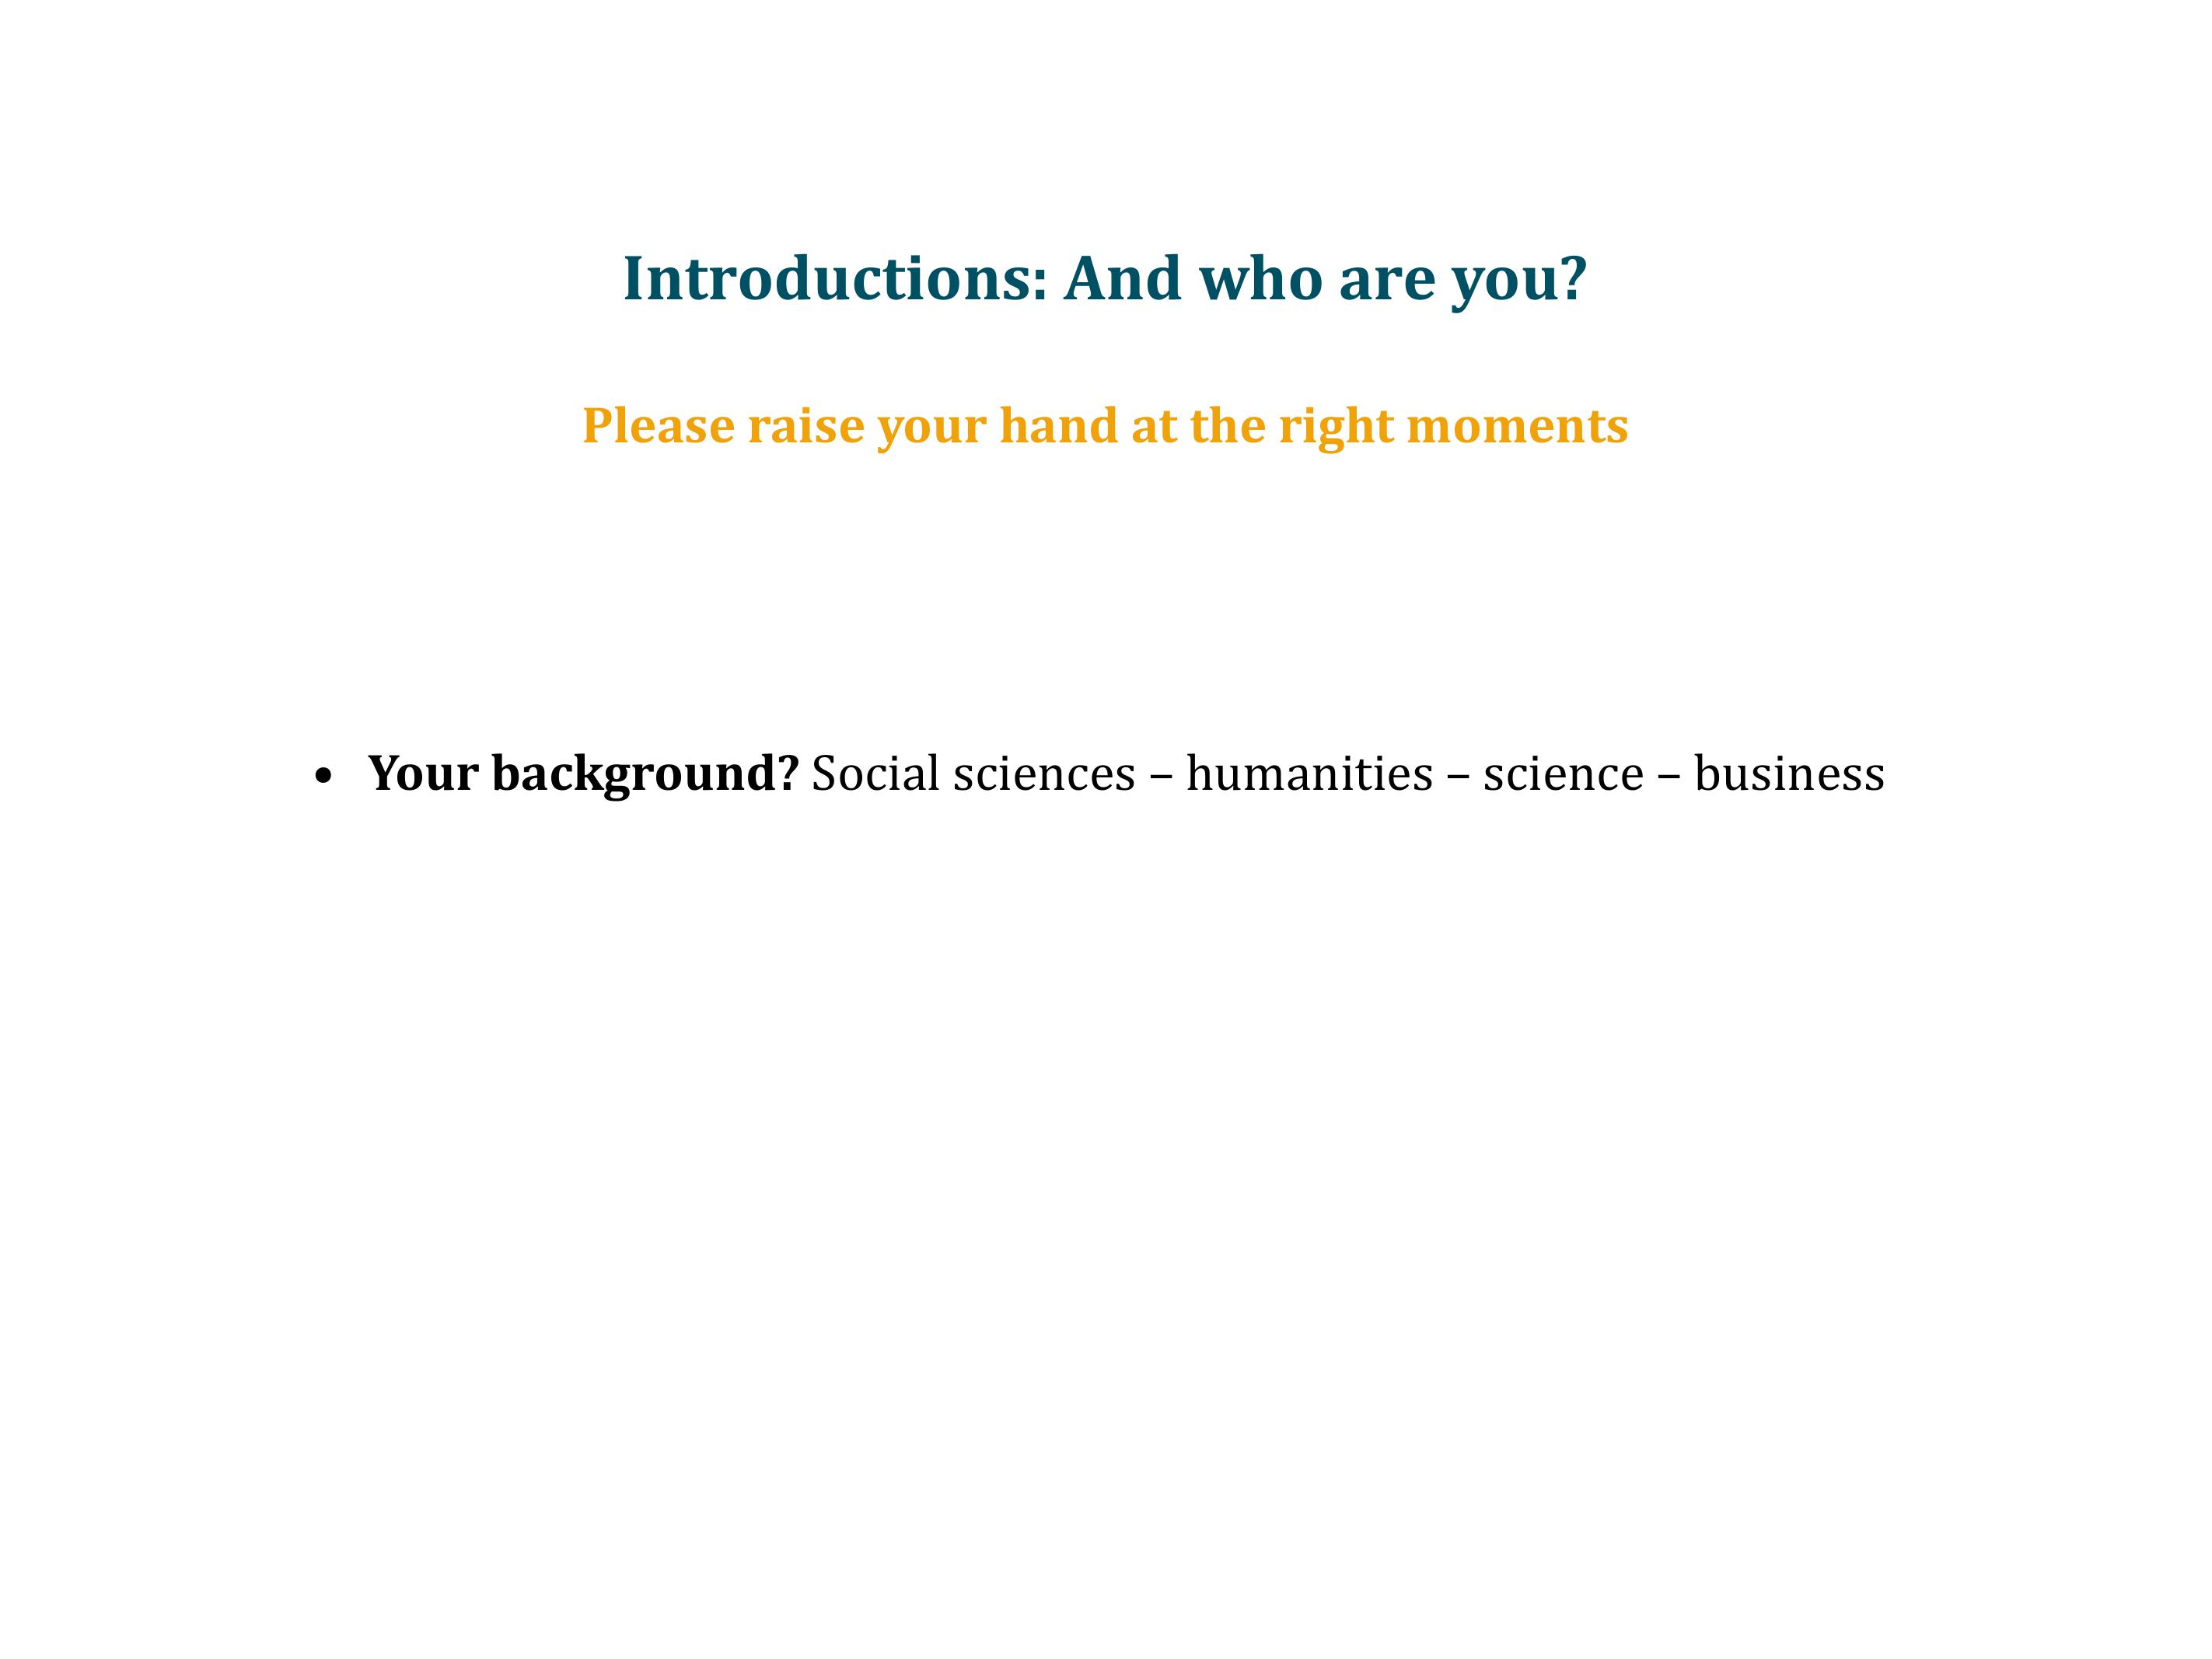 Introductions: And who are you?
Please raise your hand at the right moments
• Your background? Social sciences – humanities – science – business